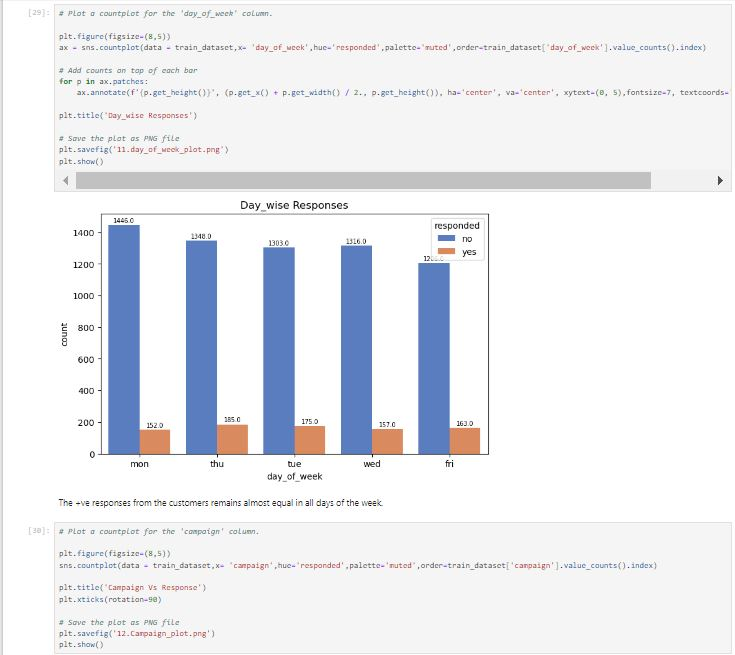 [29]: # Plot a countplot for the 'day_of_week' column.
plt.figure(figsize=(8,5))
ax = sns.countplot(data = train_dataset,x= 'day_of_week',hue='responded',palette='muted',order=train_dataset['day_of_week'].value_counts().index)
# Add counts on top of each bar
for p in ax.patches:
ax.annotate(f'{p.get_height()}', (p.get_x() + p.get_width() / 2., p.get_height()), ha='center', va='center', xytext=(0, 5),fontsize=7, textcoords='
plt.title('Day_wise Responses')
# Save the plot as PNG file
plt.savefig('11.day_of_week_plot.png')
plt.show()
Day_wise Responses
responded
no
yes
1446.0
1348.0
1303.0
1316.0
152.0
185.0
175.0
157.0
163.0
1400
1200
1000
800
600
400
200
0
count
mon thu tue wed fri
day_of_week
The +ve responses from the customers remains almost equal in all days of the week.
[30]: # Plot a countplot for the 'campaign' column.
plt.figure(figsize=(8,5))
sns.countplot(data = train_dataset,x= 'campaign',hue='responded',palette='muted',order=train_dataset['campaign'].value_counts().index)
plt.title('Campaign Vs Response')
plt.xticks(rotation=90)
# Save the plot as PNG file
plt.savefig('12.Campaign_plot.png')
plt.show()